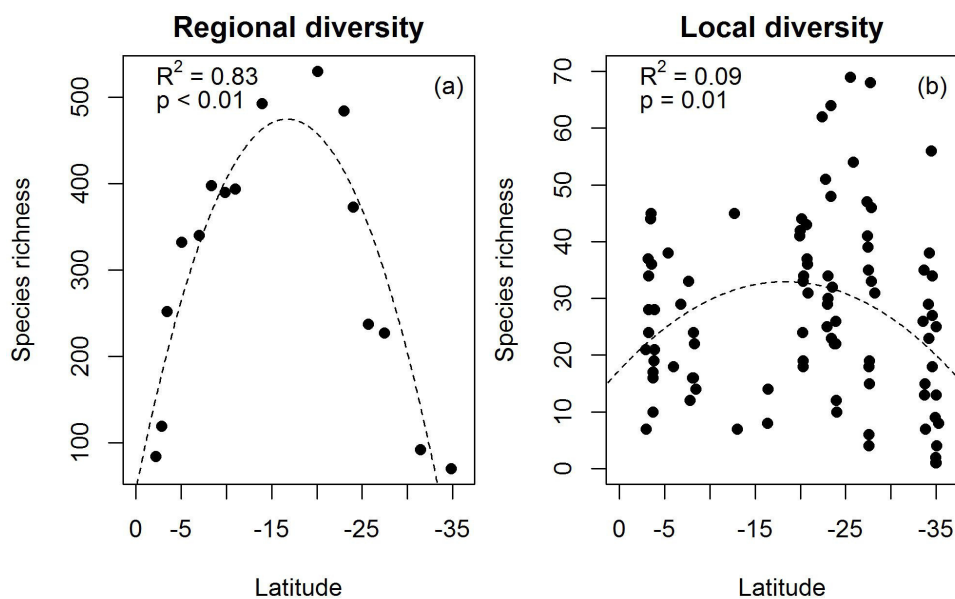 Regional diversity
R² = 0.83
p < 0.01
(a)
Species richness
500
400
300
200
100
0 -5 -15 -25 -35
Latitude
Local diversity
R² = 0.09
p = 0.01
(b)
Species richness
70
60
50
40
30
20
10
0
0 -5 -15 -25 -35
Latitude